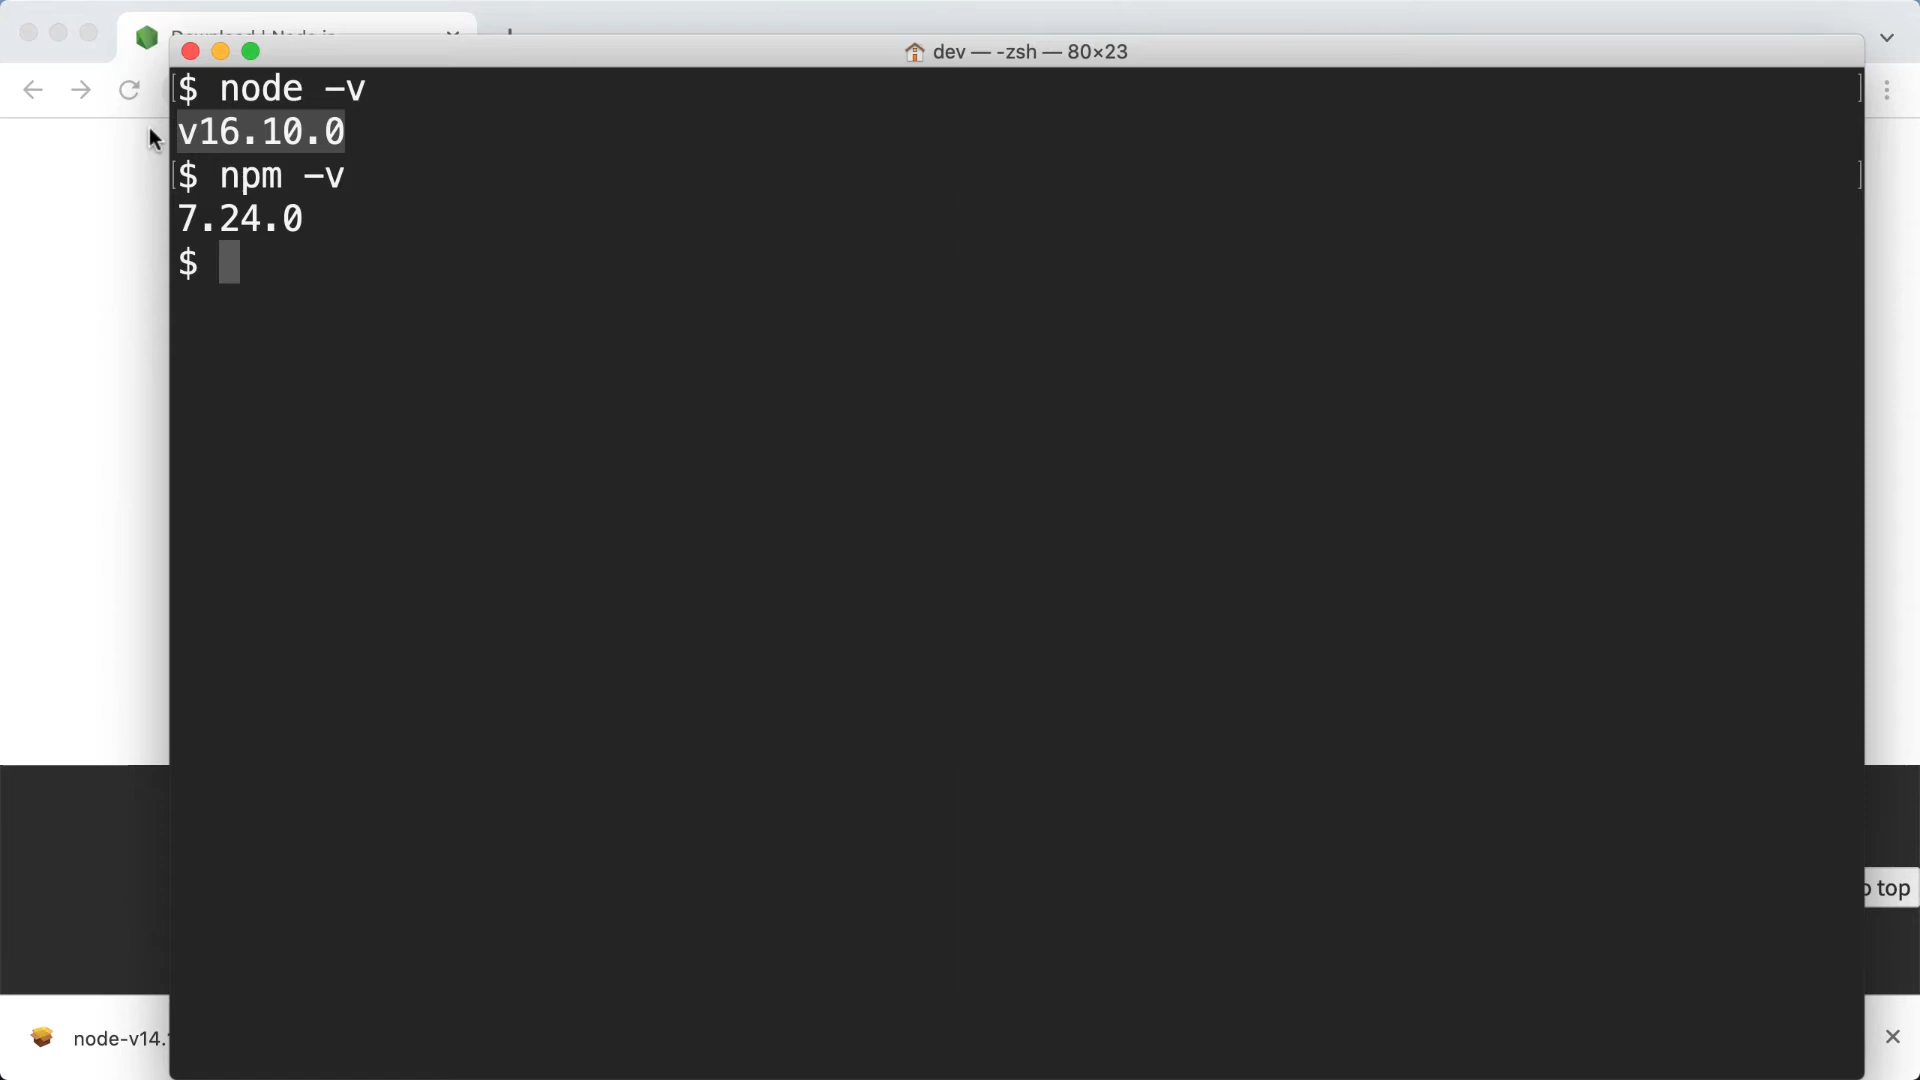 dev — -zsh — 80×23
$ node -v
v16.10.0
$ npm -v
7.24.0
$
top
node-v14.